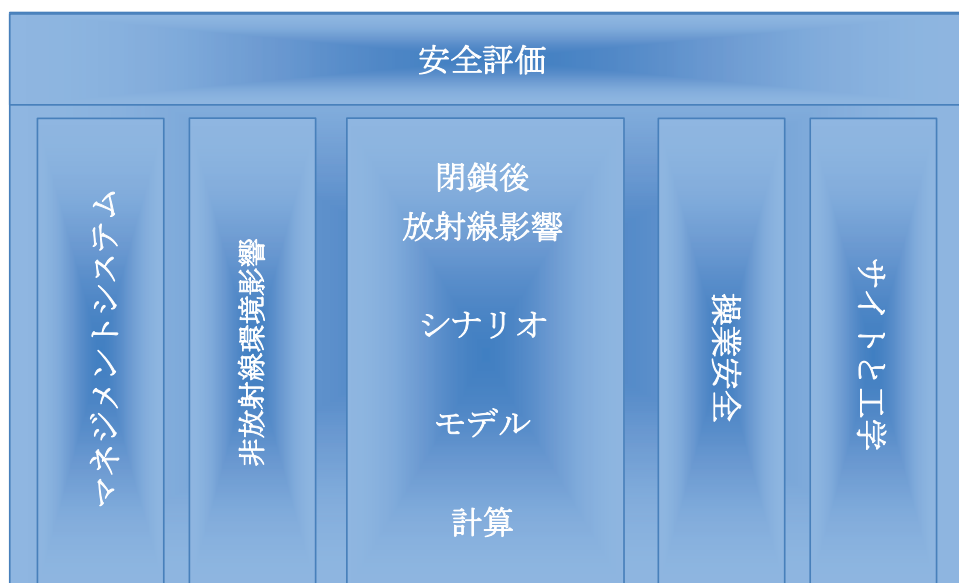 安全評価
マネジメントシステム
非放射線環境影響
閉鎖後
放射線影響
シナリオ
モデル
計算
操業安全
サイトと工学